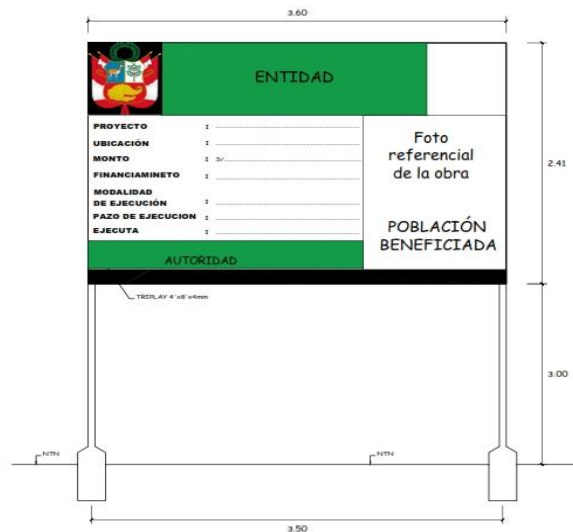 3.60
ENTIDAD
PROYECTO :
UBICACIÓN :
MONTO : S/.
FINANCIAMINETO :
MODALIDAD
DE EJECUCIÓN :
PAZO DE EJECUCION :
EJECUTA :
Foto
referencial
de la obra
POBLACIÓN
BENEFICIADA
2.41
AUTORIDAD
TRIPLAY 4'x8'x4mm
3.00
NTN
NTN
3.50